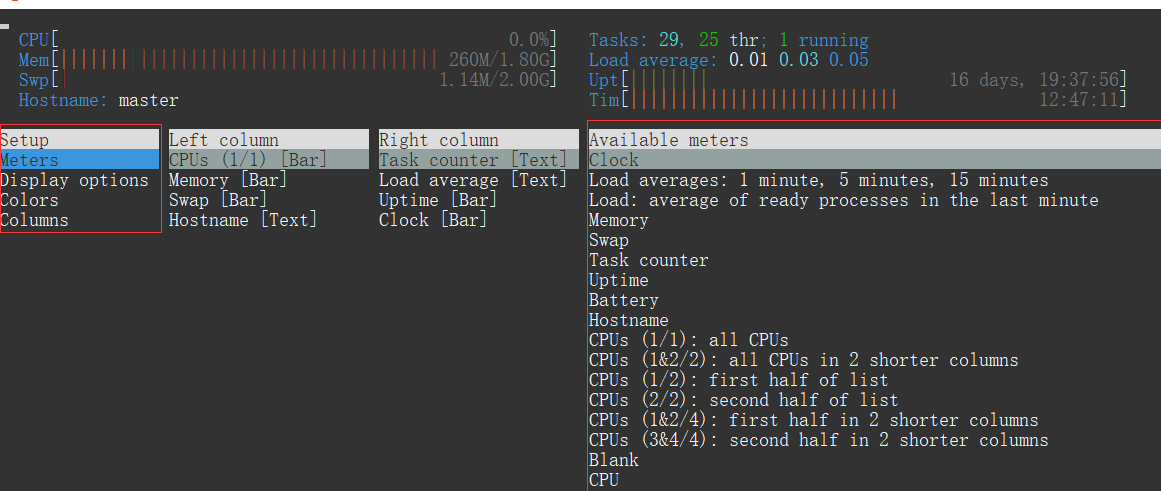 CPU[ 0.0%] Tasks: 29, 25 thr; 1 running
Mem[||||||||||||||||||||||||||||||||||||| 260M/1.80G] Load average: 0.01 0.03 0.05
Swp[| 1.14M/2.00G] Upt[|||||||| 16 days, 19:37:56]
Hostname: master Tim[||||||||||||||||||||||||||| 12:47:11]
Setup Left column Right column Available meters
Meters CPUs (1/1) [Bar] Task counter [Text] Clock
Display options Memory [Bar] Load average [Text] Load averages: 1 minute, 5 minutes, 15 minutes
Colors Swap [Bar] Uptime [Bar] Load: average of ready processes in the last minute
Columns Hostname [Text] Clock [Bar] Memory
Swap
Task counter
Uptime
Battery
Hostname
CPUs (1/1): all CPUs
CPUs (1&2/2): all CPUs in 2 shorter columns
CPUs (1/2): first half of list
CPUs (2/2): second half of list
CPUs (1&2/4): first half in 2 shorter columns
CPUs (3&4/4): second half in 2 shorter columns
Blank
CPU